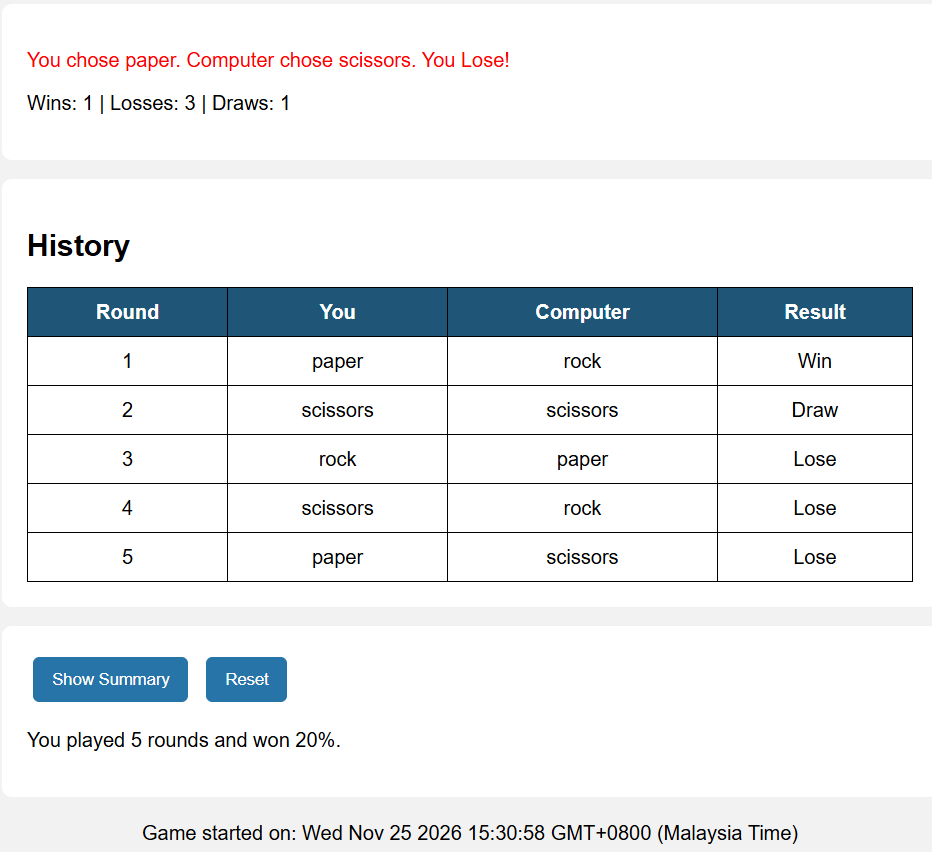 You chose paper. Computer chose scissors. You Lose!
Wins: 1 | Losses: 3 | Draws: 1
History
Round You Computer Result
1 paper rock Win
2 scissors scissors Draw
3 rock paper Lose
4 scissors rock Lose
5 paper scissors Lose
Show Summary Reset
You played 5 rounds and won 20%.
Game started on: Wed Nov 25 2026 15:30:58 GMT+0800 (Malaysia Time)